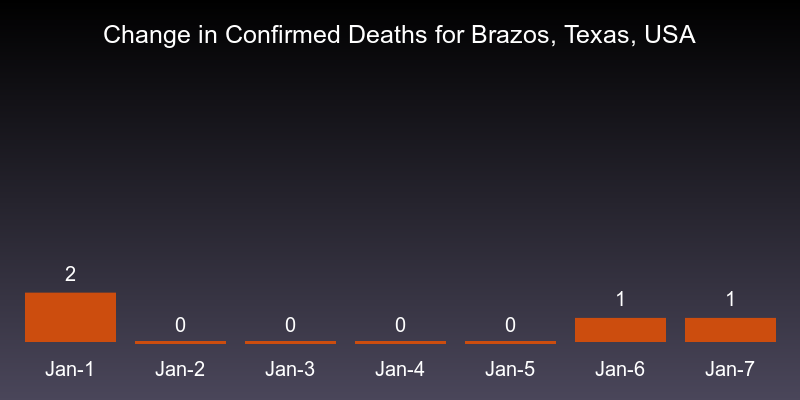 Change in Confirmed Deaths for Brazos, Texas, USA
2
0
0
0
0
1
1
Jan-1
Jan-2
Jan-3
Jan-4
Jan-5
Jan-6
Jan-7